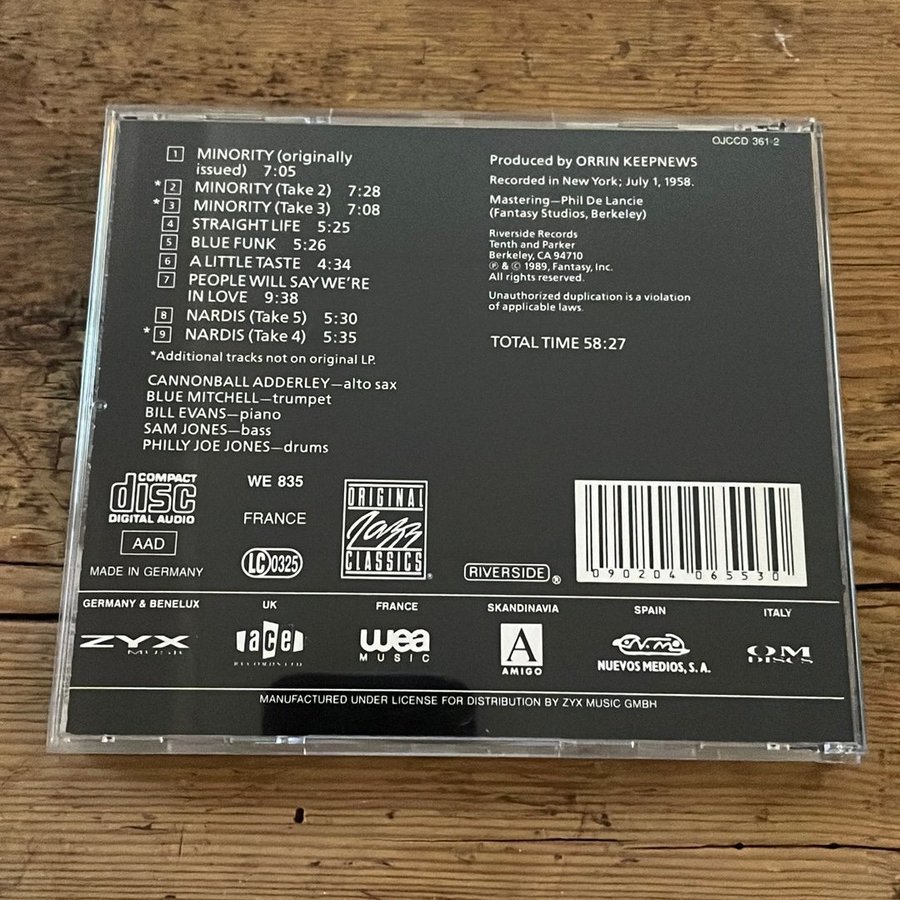 OJCCD 361-2
1 MINORITY (originally
issued) 7:05
*2 MINORITY (Take 2) 7:28
*3 MINORITY (Take 3) 7:08
4 STRAIGHT LIFE 5:25
5 BLUE FUNK 5:26
6 A LITTLE TASTE 4:34
7 PEOPLE WILL SAY WE'RE
IN LOVE 9:38
8 NARDIS (Take 5) 5:30
*9 NARDIS (Take 4) 5:35
*Additional tracks not on original LP.
CANNONBALL ADDERLEY—alto sax
BLUE MITCHELL—trumpet
BILL EVANS—piano
SAM JONES—bass
PHILLY JOE JONES—drums
Produced by ORRIN KEEPNEWS
Recorded in New York; July 1, 1958.
Mastering—Phil De Lancie
(Fantasy Studios, Berkeley)
Riverside Records
Tenth and Parker
Berkeley, CA 94710
℗ & © 1989, Fantasy, Inc.
All rights reserved.
Unauthorized duplication is a violation
of applicable laws.
TOTAL TIME 58:27
COMPACT
disc
DIGITAL AUDIO
AAD
MADE IN GERMANY
WE 835
FRANCE
LC 0325
ORIGINAL
Jazz
CLASSICS®
RIVERSIDE®
090204 065530
GERMANY & BENELUX
ZYX
MUSIC
UK
ace
RECORDS LTD
FRANCE
wea
MUSIC
SKANDINAVIA
A
AMIGO
SPAIN
N.M.
NUEVOS MEDIOS, S.A.
ITALY
OM
DISCS
MANUFACTURED UNDER LICENSE FOR DISTRIBUTION BY ZYX MUSIC GMBH